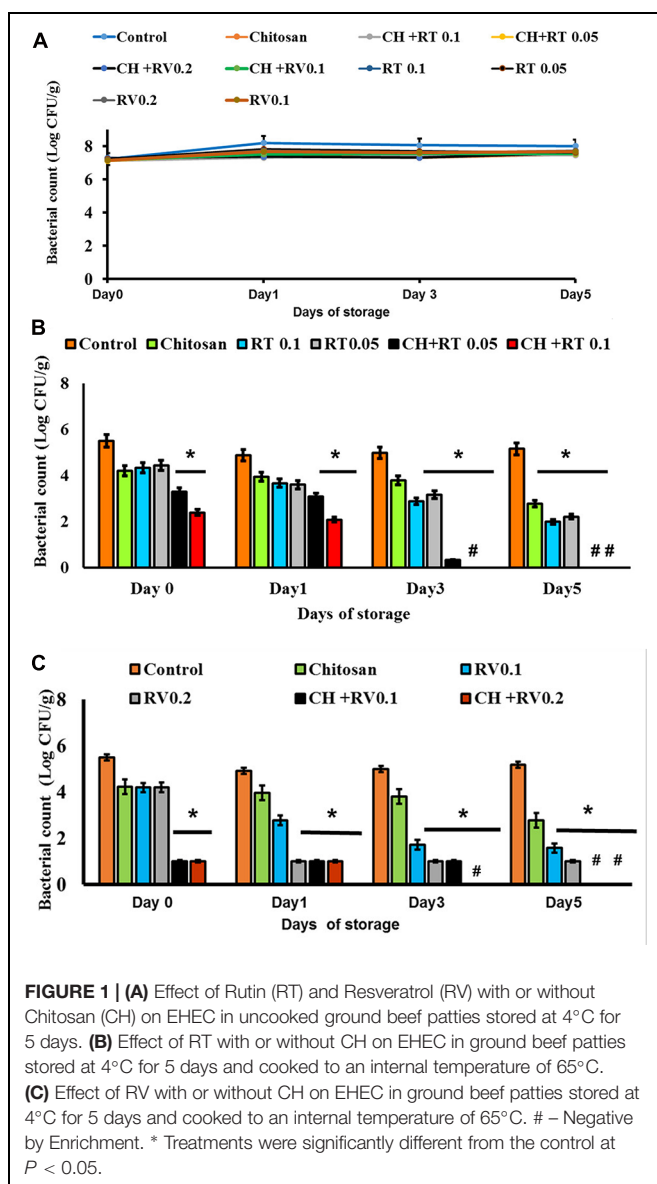 A
Control Chitosan CH +RT 0.1 CH+RT 0.05
CH +RV0.2 CH +RV0.1 RT 0.1 RT 0.05
RV0.2 RV0.1
Bacterial count (Log CFU/g)
8
6
4
2
0
Day0 Day1 Day 3 Day5
Days of storage
B
Control Chitosan RT 0.1 RT0.05 CH+RT 0.05 CH +RT 0.1
Bacterial count (Log CFU/g)
8
6
4
2
0
* * * *
# # #
Day 0 Day1 Day3 Day5
Days of storage
C
Control Chitosan RV0.1
RV0.2 CH +RV0.1 CH +RV0.2
Bacterial count (Log CFU/g)
8
6
4
2
0
* * * *
# # #
Day 0 Day1 Day3 Day5
Days of storage
FIGURE 1 | (A) Effect of Rutin (RT) and Resveratrol (RV) with or without
Chitosan (CH) on EHEC in uncooked ground beef patties stored at 4°C for
5 days. (B) Effect of RT with or without CH on EHEC in ground beef patties
stored at 4°C for 5 days and cooked to an internal temperature of 65°C.
(C) Effect of RV with or without CH on EHEC in ground beef patties stored at
4°C for 5 days and cooked to an internal temperature of 65°C. # – Negative
by Enrichment. * Treatments were significantly different from the control at
P < 0.05.